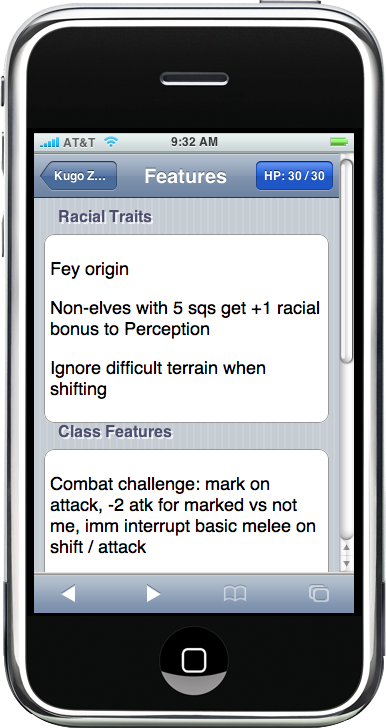 AT&T 9:32 AM
Kugo Z... Features HP: 30 / 30
Racial Traits
Fey origin
Non-elves with 5 sqs get +1 racial
bonus to Perception
Ignore difficult terrain when
shifting
Class Features
Combat challenge: mark on
attack, -2 atk for marked vs not
me, imm interrupt basic melee on
shift / attack